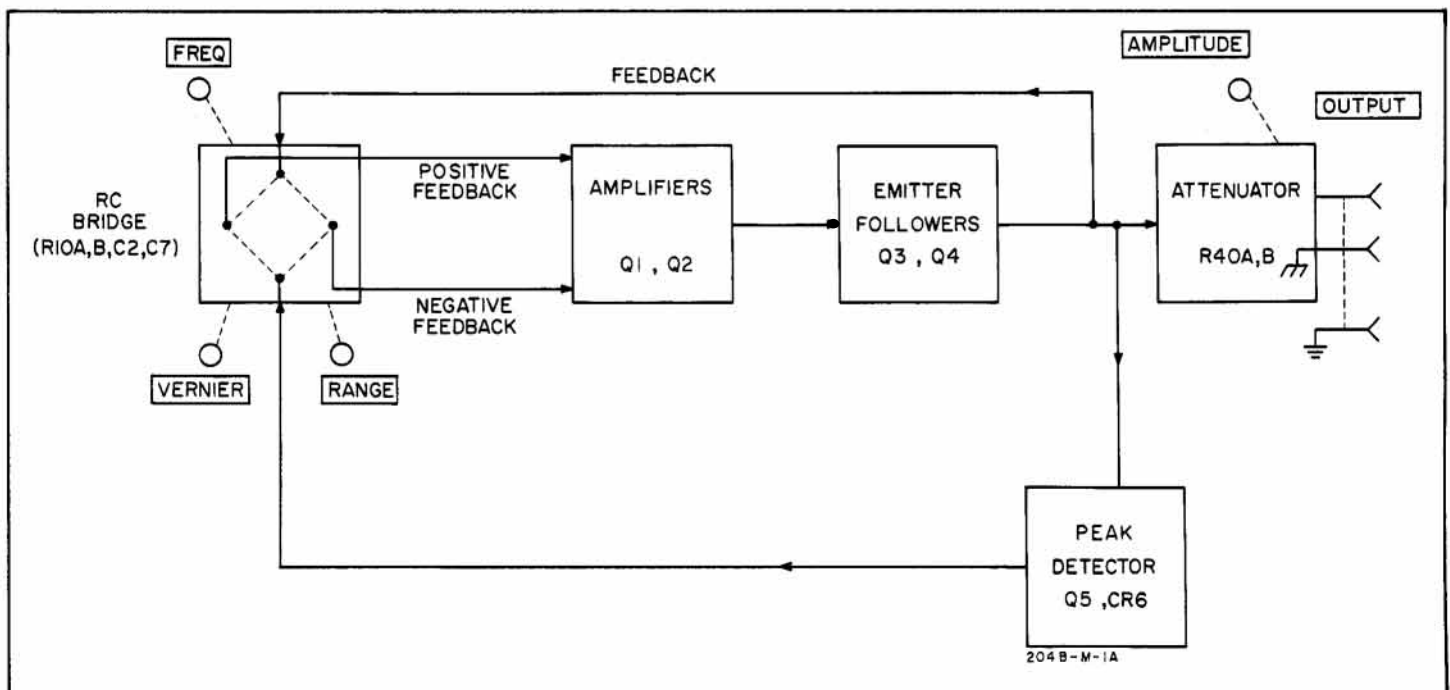 FREQ
FEEDBACK
AMPLITUDE
OUTPUT
RC
BRIDGE
(R10A,B,C2,C7)
POSITIVE
FEEDBACK
NEGATIVE
FEEDBACK
AMPLIFIERS
Q1 , Q2
EMITTER
FOLLOWERS
Q3 , Q4
ATTENUATOR
R40A,B
VERNIER
RANGE
PEAK
DETECTOR
Q5 ,CR6
204B-M-1A